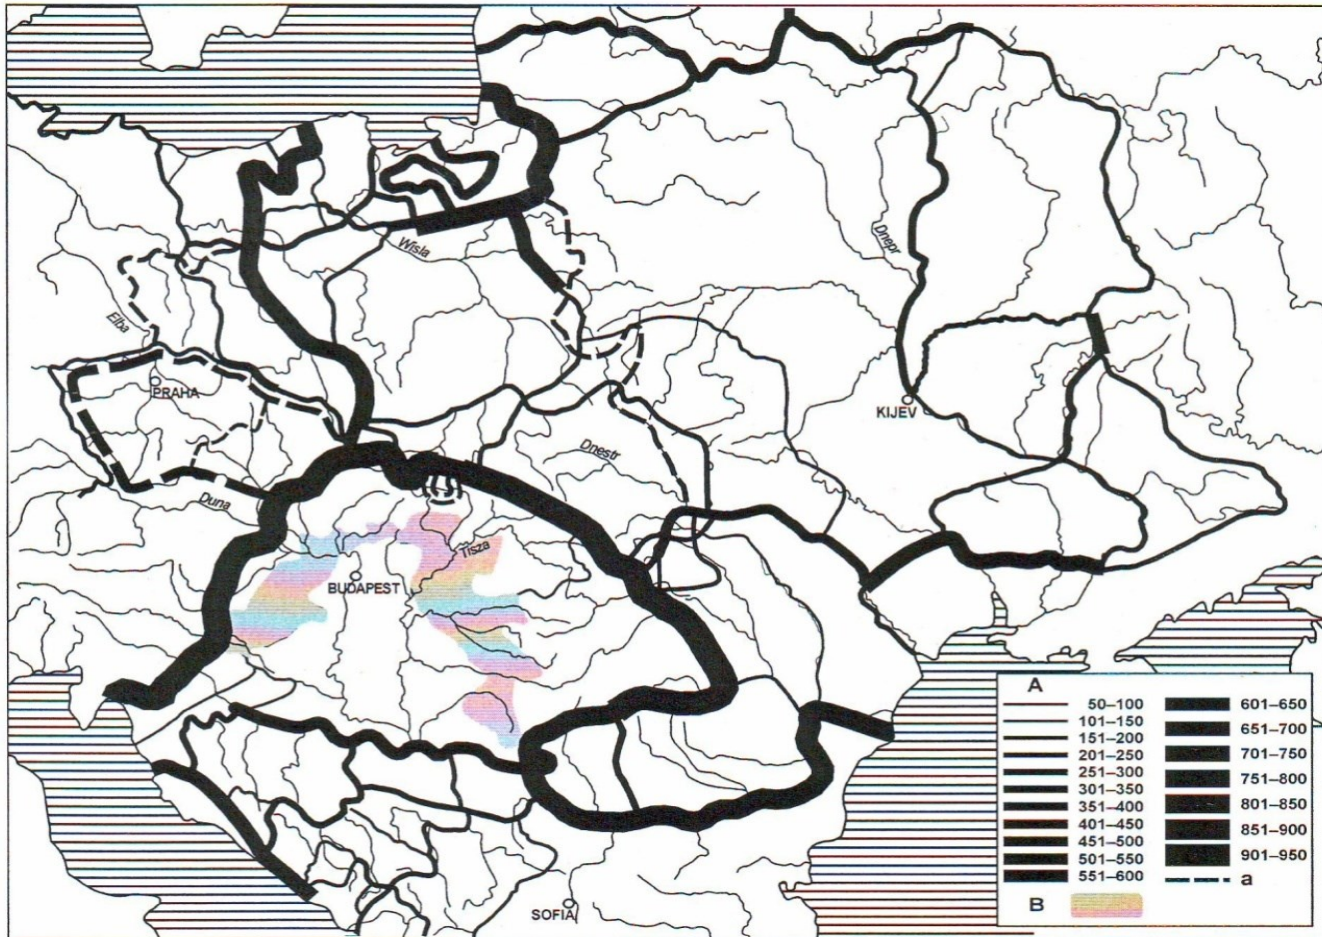 Wisla
Dnepr
Elba
PRAHA
KIJEV
Dnestr
Duna
Tisza
BUDAPEST
SOFIA
A
50–100
101–150
151–200
201–250
251–300
301–350
351–400
401–450
451–500
501–550
551–600
601–650
651–700
701–750
751–800
801–850
851–900
901–950
a
B